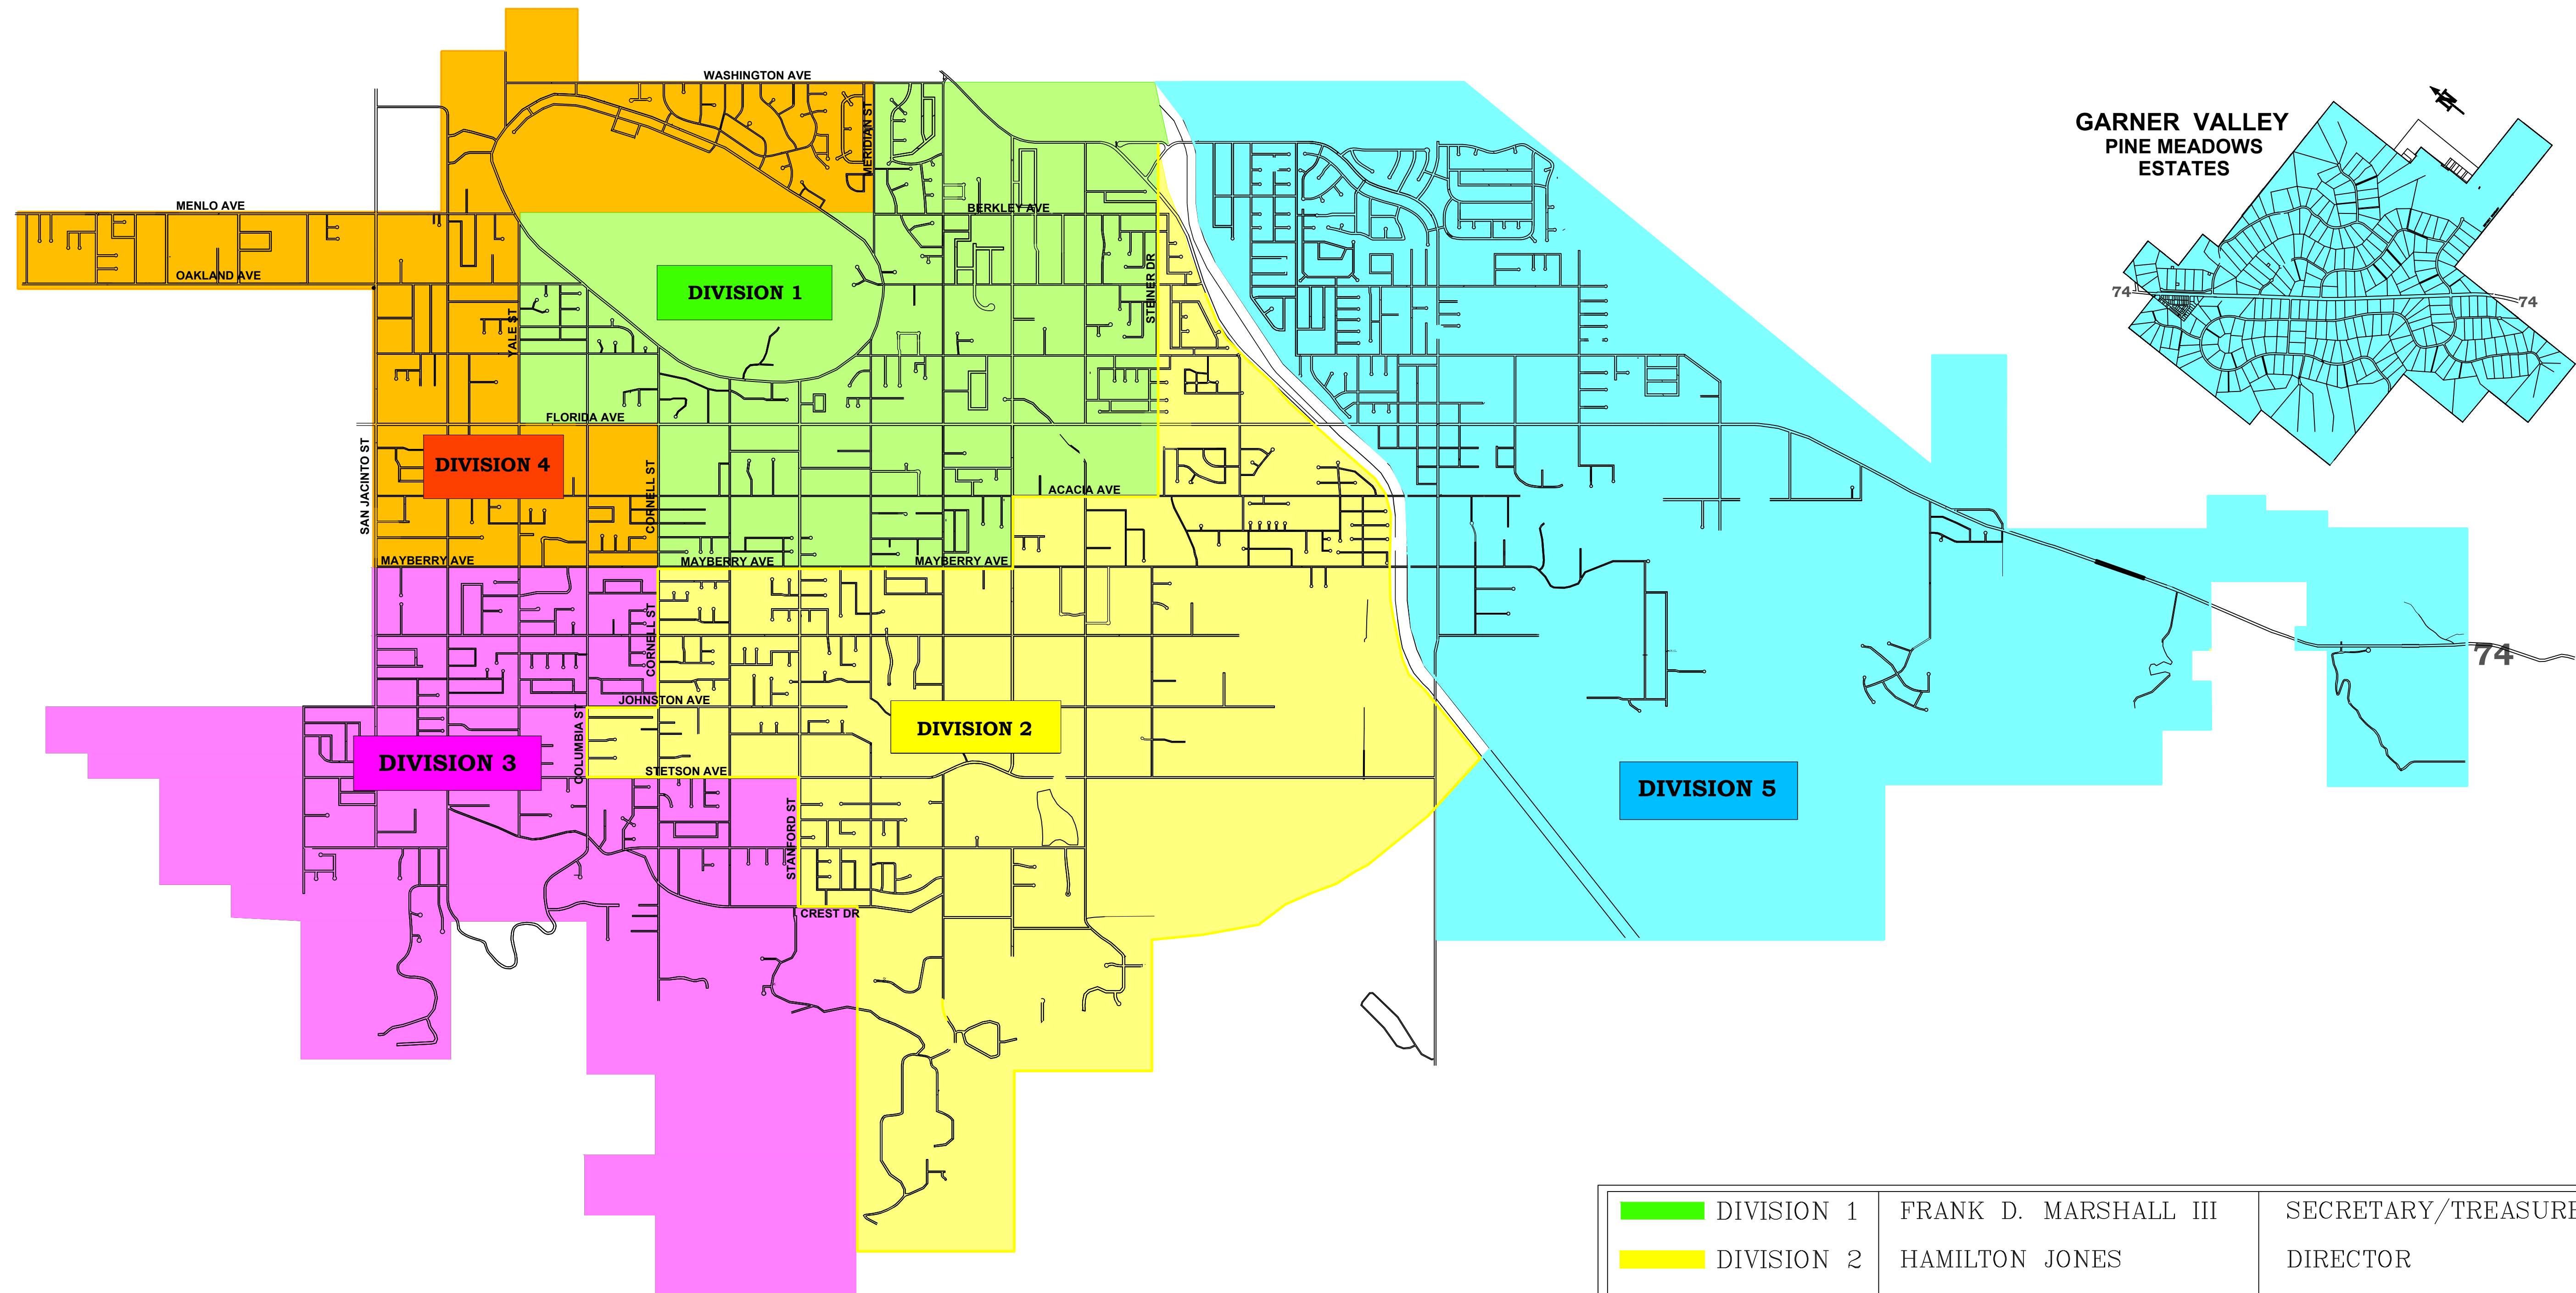 WASHINGTON AVE
MERIDIAN ST
GARNER VALLEY
PINE MEADOWS
ESTATES
N
74
74
MENLO AVE
BERKLEY AVE
OAKLAND AVE
STEINER DR
DIVISION 1
YALE ST
FLORIDA AVE
SAN JACINTO ST
DIVISION 4
CORNELL ST
ACACIA AVE
MAYBERRY AVE
MAYBERRY AVE
MAYBERRY AVE
CORNELL ST
74
JOHNSTON AVE
COLUMBIA ST
DIVISION 2
DIVISION 3
STETSON AVE
DIVISION 5
STANFORD ST
CREST DR
DIVISION 1 FRANK D. MARSHALL III SECRETARY/TREASURE
DIVISION 2 HAMILTON JONES DIRECTOR